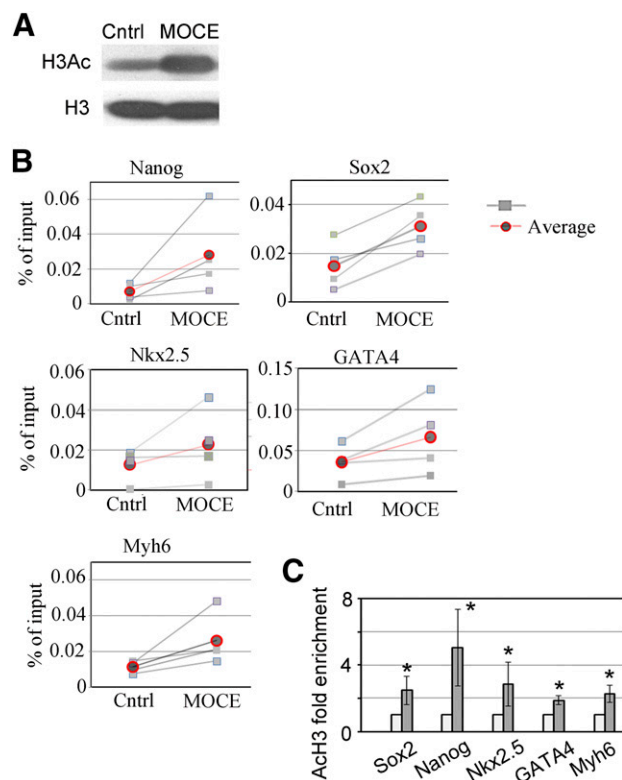 A
Cntrl MOCE
H3Ac
H3
B
Nanog
% of input
0.06
0.04
0.02
0
Cntrl MOCE
Sox2
0.04
0.02
0
Cntrl MOCE
Average
Nkx2.5
% of input
0.06
0.04
0.02
0
Cntrl MOCE
GATA4
0.15
0.10
0.05
0
Cntrl MOCE
Myh6
% of input
0.06
0.04
0.02
0
Cntrl MOCE
C
AcH3 fold enrichment
8
4
0
* * * * *
Sox2 Nanog Nkx2.5 GATA4 Myh6